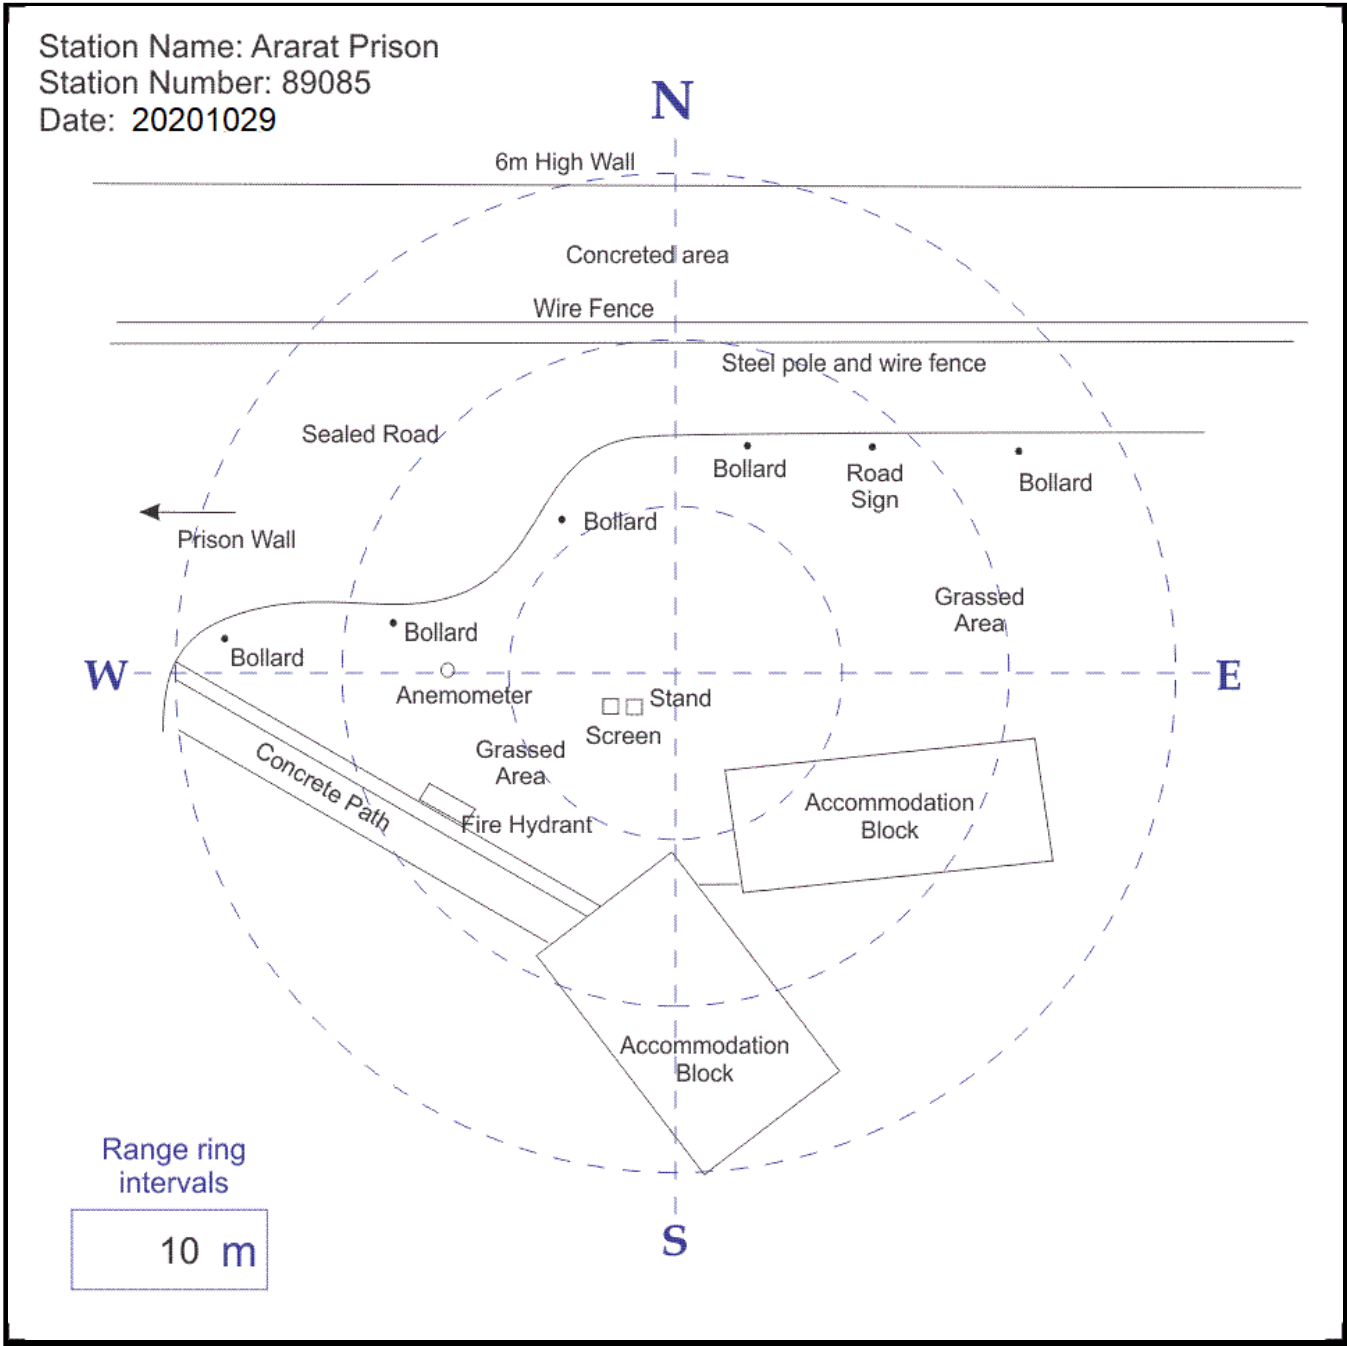 Station Name: Ararat Prison
Station Number: 89085
Date: 20201029
N
6m High Wall
Concreted area
Wire Fence
Steel pole and wire fence
Sealed Road
Bollard
Road
Sign
Bollard
Bollard
Prison Wall
Grassed
Area
Bollard
Bollard
W
E
Anemometer
Stand
Screen
Grassed
Area
Concrete Path
Fire Hydrant
Accommodation
Block
Accommodation
Block
Range ring
intervals
10 m
S